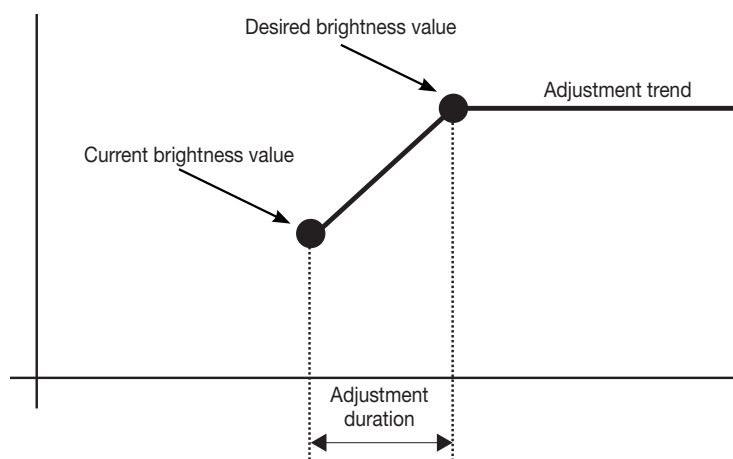 Desired brightness value
Adjustment trend
Current brightness value
Adjustment
duration